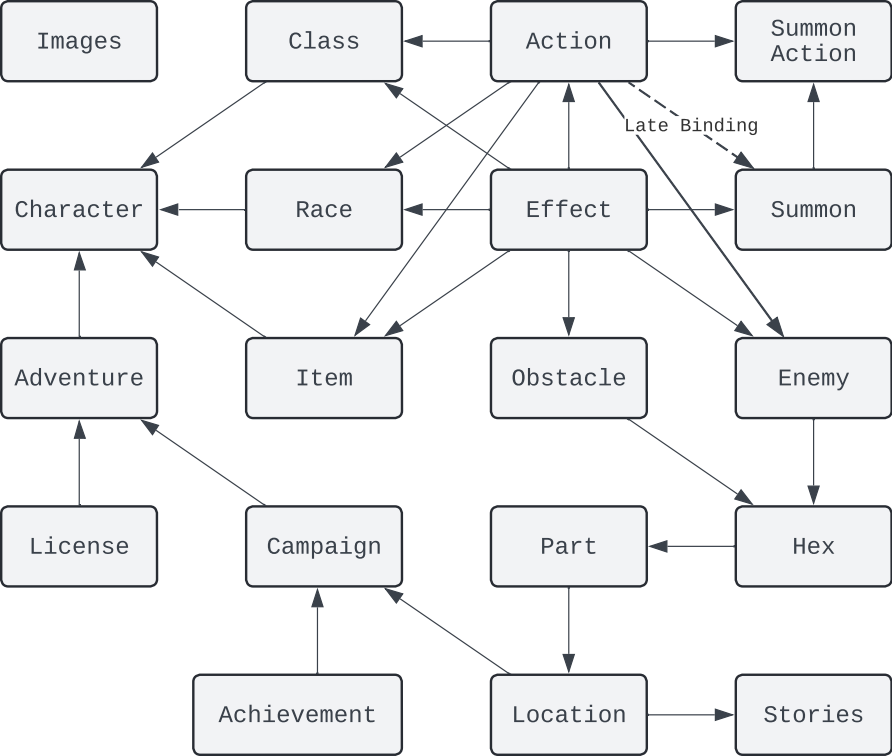 Images
Class
Action
Summon
Action
Late Binding
Character
Race
Effect
Summon
Adventure
Item
Obstacle
Enemy
License
Campaign
Part
Hex
Achievement
Location
Stories